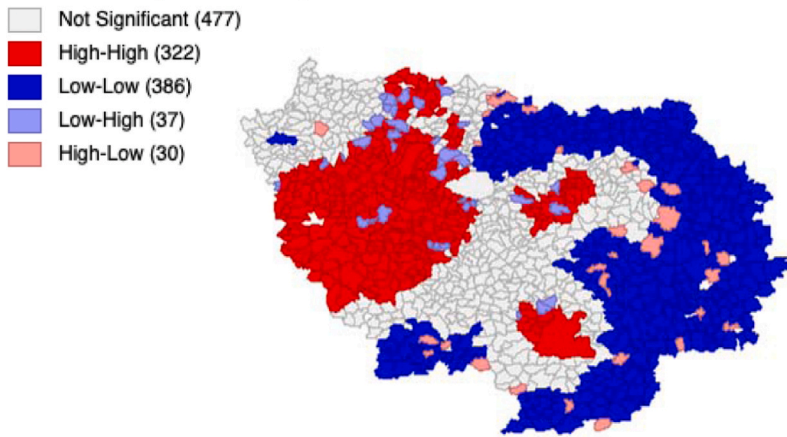 Not Significant (477)
High-High (322)
Low-Low (386)
Low-High (37)
High-Low (30)